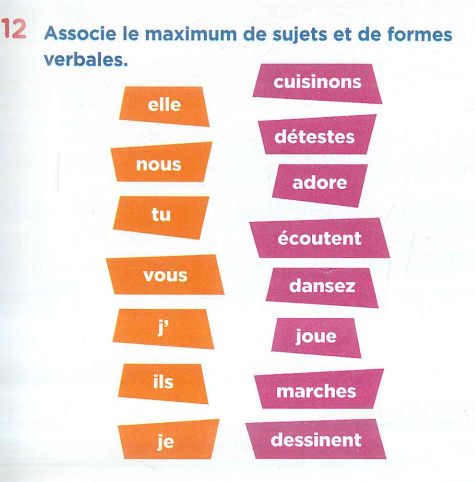 12 Associe le maximum de sujets et de formes
verbales.
elle
nous
tu
vous
j'
ils
je
cuisinons
détestes
adore
écoutent
dansez
joue
marches
dessinent